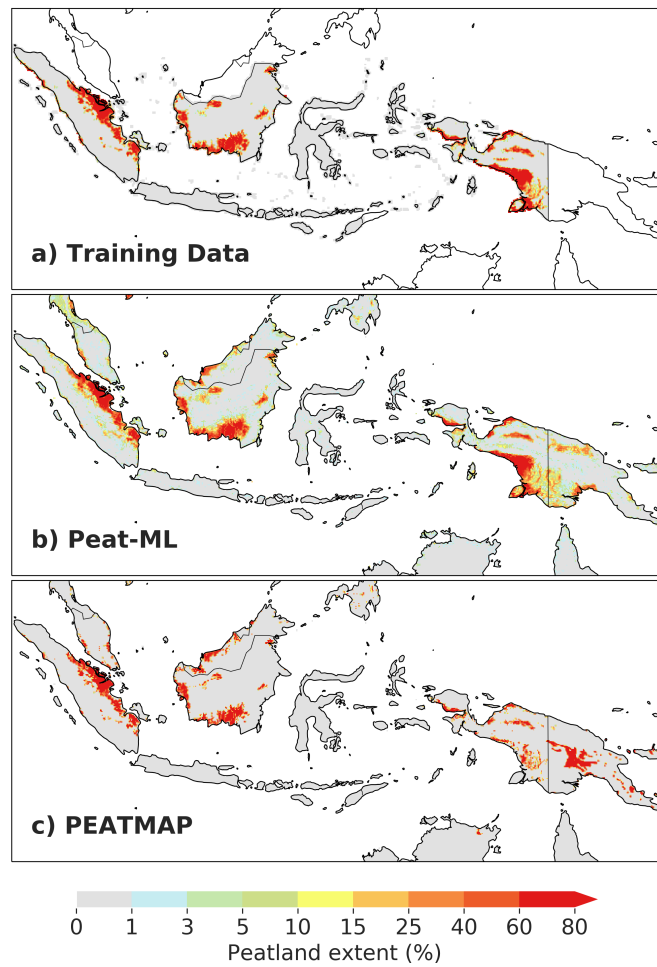 a) Training Data
b) Peat-ML
c) PEATMAP
0 1 3 5 10 15 25 40 60 80
Peatland extent (%)